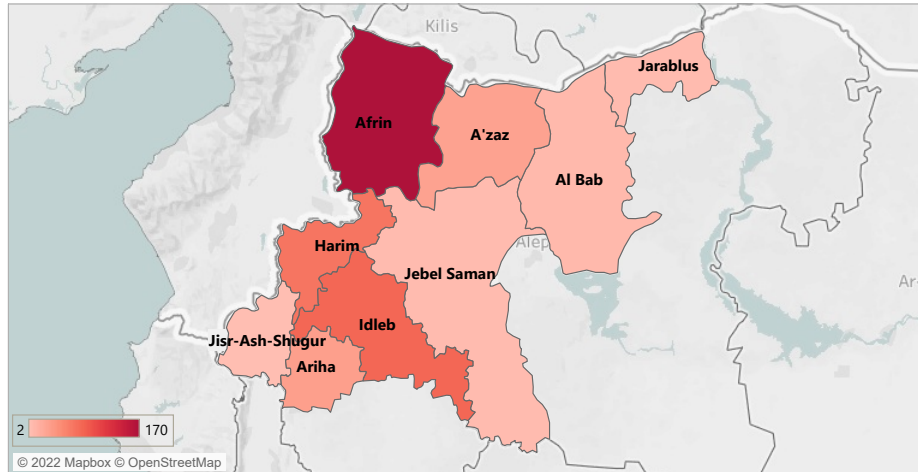 Kilis
Jarablus
Afrin
A'zaz
Al Bab
Harim
Alep
Jebel Saman
Ar-
Idleb
Jisr-Ash-Shugur
Ariha
2
170
© 2022 Mapbox © OpenStreetMap